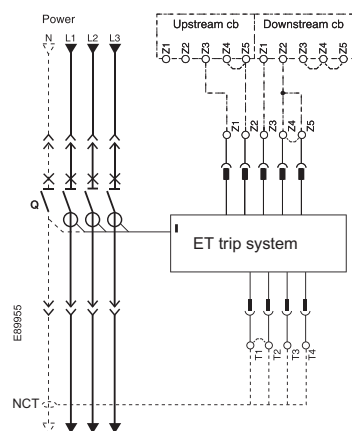 Power
N L1 L2 L3
Upstream cb Downstream cb
Z1 Z2 Z3 Z4 Z5 Z1 Z2 Z3 Z4 Z5
Z1 Z2 Z3 Z4 Z5
Q
ET trip system
E89955
T1 T2 T3 T4
NCT